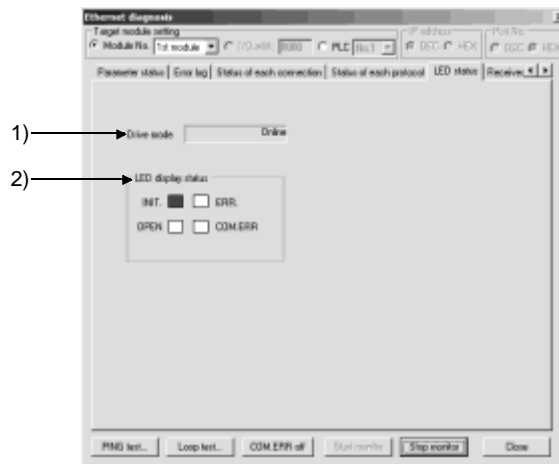 Ethernet diagnosis
Target module setting
Module No. 1st module I/O addr. 0000 PLC No.1
IP address
DEC HEX
Port No.
DEC HEX
Parameter status Error log Status of each connection Status of each protocol LED status Receive
1)
Drive mode Online
2)
LED display status
INIT. ERR.
OPEN COM.ERR
PING test... Loop test... COM.ERR off Start monitor Stop monitor Close